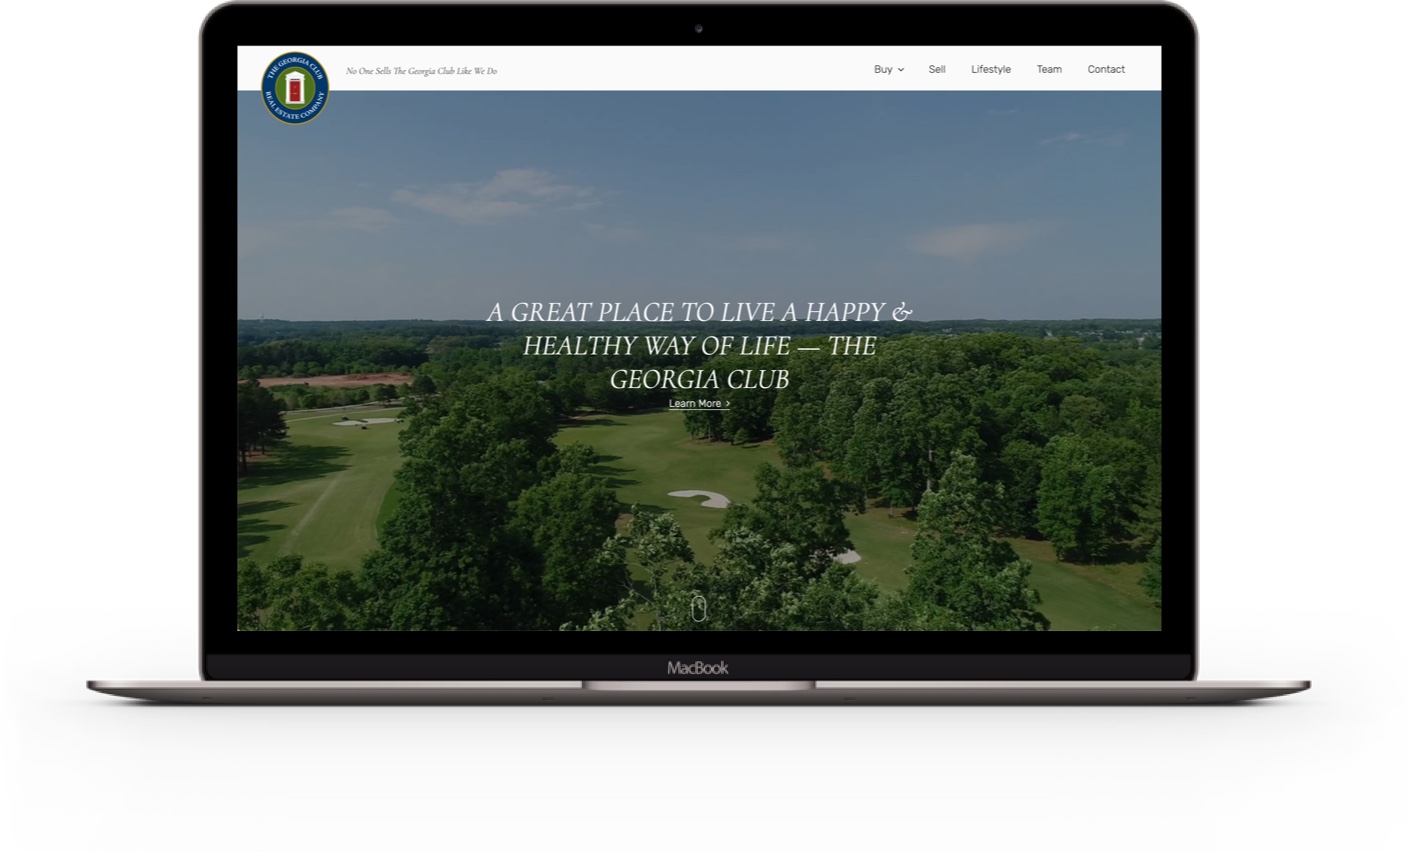 THE GEORGIA CLUB
REAL ESTATE COMPANY
No One Sells The Georgia Club Like We Do
Buy
Sell
Lifestyle
Team
Contact
A GREAT PLACE TO LIVE A HAPPY &
HEALTHY WAY OF LIFE — THE
GEORGIA CLUB
Learn More >
MacBook